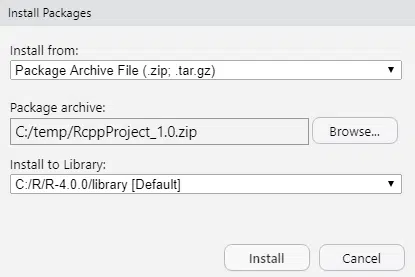 Install Packages
Install from:
Package Archive File (.zip; .tar.gz)
Package archive:
C:/temp/RcppProject_1.0.zip
Browse...
Install to Library:
C:/R/R-4.0.0/library [Default]
Install
Cancel